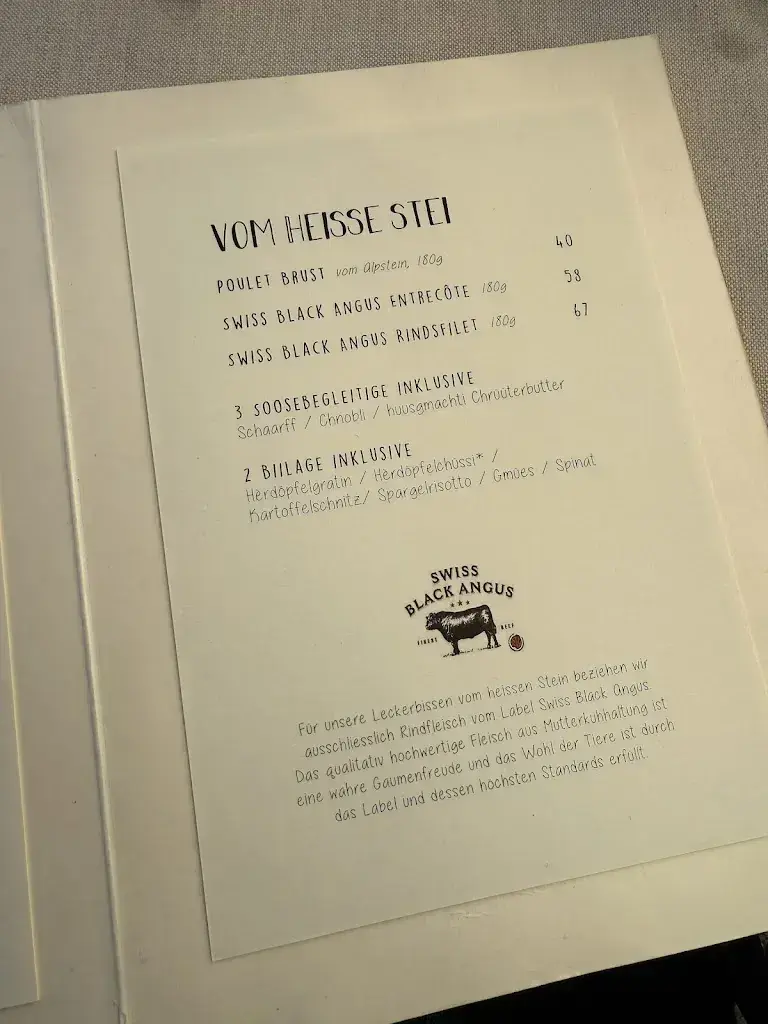 VOM HEISSE STEI
POULET BRUST vom Alpstein, 180g 40
SWISS BLACK ANGUS ENTRECÔTE 180g 58
SWISS BLACK ANGUS RINDSFILET 180g 67
3 SOOSEBEGLEITIGE INKLUSIVE
Schaarff / Chnobli / huusgmachti Chroüterbutter
2 BIILAGE INKLUSIVE
Herdöpfelgratin / Herdöpfelchüssi* /
Kartoffelschnitz/ Spargelrisotto / Gmües / Spinat
SWISS
BLACK ANGUS
FINEST BEEF
Für unsere Leckerbissen vom heissen Stein beziehen wir
ausschliesslich Rindfleisch vom Label Swiss Black Angus.
Das qualitativ hochwertige Fleisch aus Mutterkuhhaltung ist
eine wahre Gaumenfreude und das Wohl der Tiere ist durch
das Label und dessen höchsten Standards erfüllt.